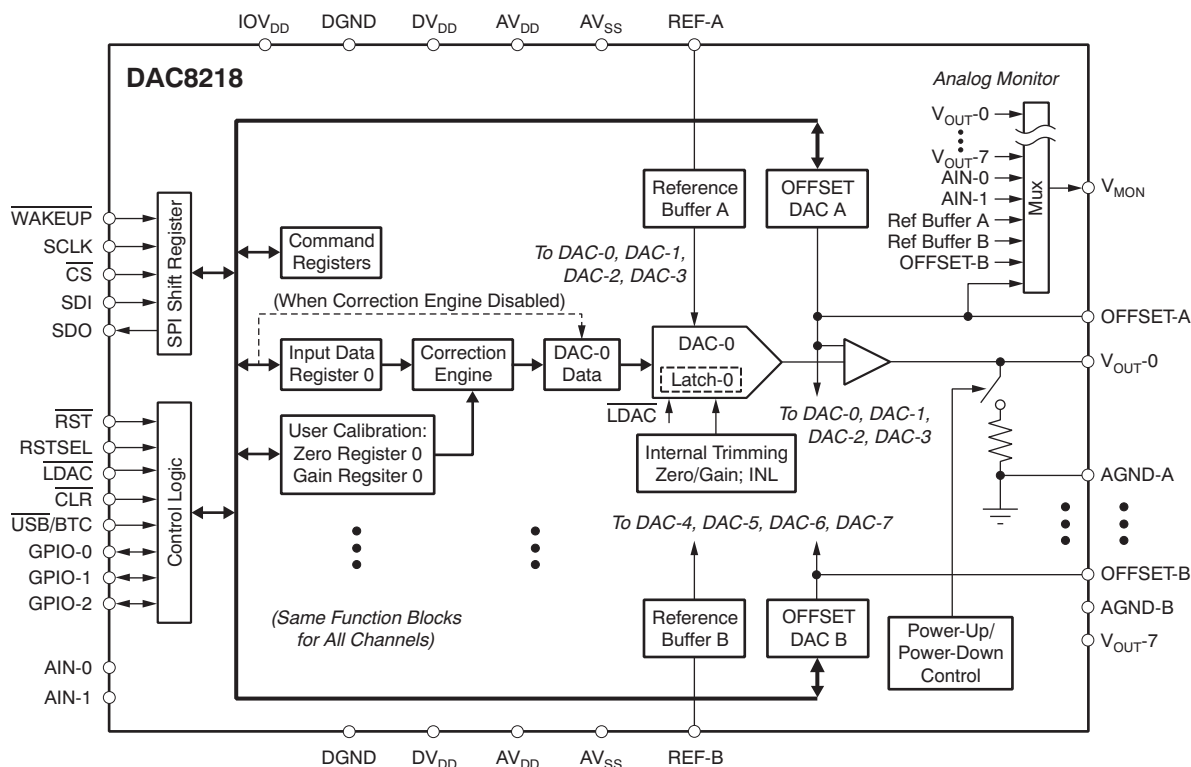 IOVDD DGND DVDD AVDD AVSS REF-A
DAC8218
Analog Monitor
VOUT-0
VOUT-7
AIN-0
AIN-1
Ref Buffer A
Ref Buffer B
OFFSET-B
Mux
VMON
WAKEUP
SCLK
CS
SDI
SDO
SPI Shift Register
Command
Registers
Reference
Buffer A
OFFSET
DAC A
To DAC-0, DAC-1,
DAC-2, DAC-3
(When Correction Engine Disabled)
Input Data
Register 0
Correction
Engine
DAC-0
Data
DAC-0
Latch-0
LDAC
OFFSET-A
VOUT-0
To DAC-0, DAC-1,
DAC-2, DAC-3
Internal Trimming
Zero/Gain; INL
User Calibration:
Zero Register 0
Gain Regsiter 0
RST
RSTSEL
LDAC
CLR
USB/BTC
GPIO-0
GPIO-1
GPIO-2
Control Logic
AGND-A
To DAC-4, DAC-5, DAC-6, DAC-7
OFFSET-B
AGND-B
VOUT-7
(Same Function Blocks
for All Channels)
Reference
Buffer B
OFFSET
DAC B
Power-Up/
Power-Down
Control
AIN-0
AIN-1
DGND DVDD AVDD AVSS REF-B